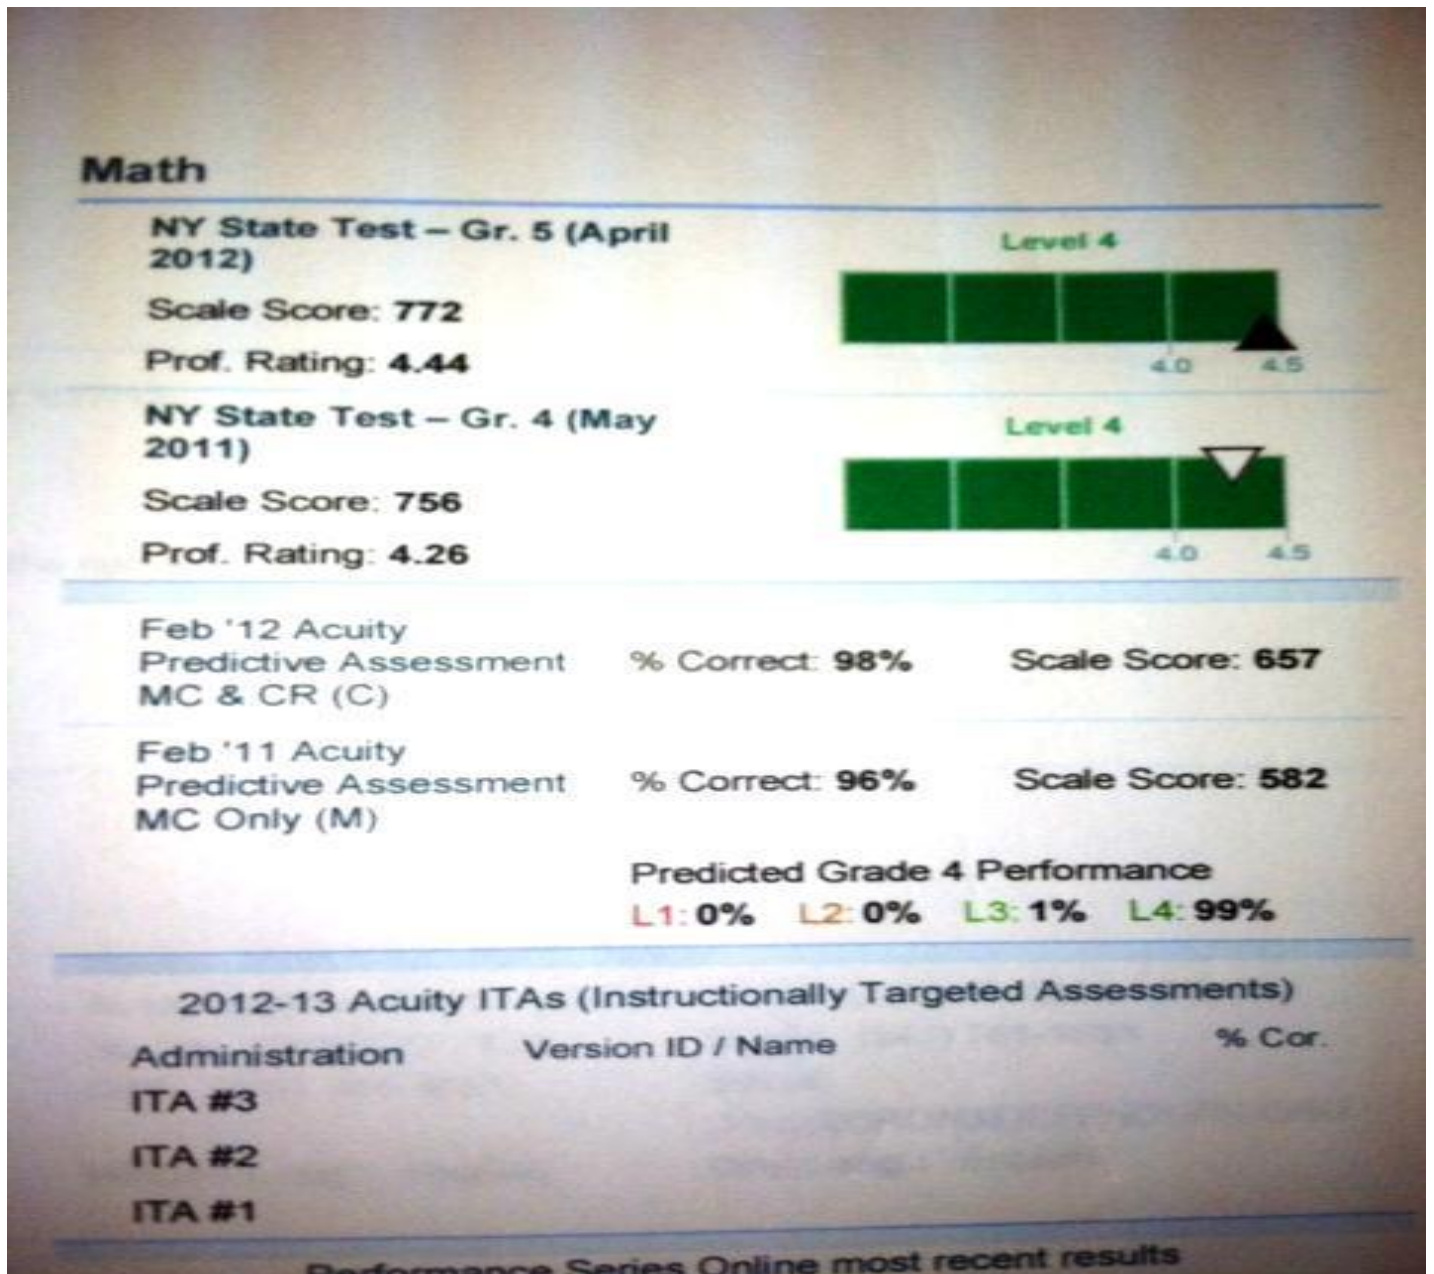 Math
NY State Test – Gr. 5 (April
2012)
Level 4
Scale Score: 772
Prof. Rating: 4.44
4.0 4.5
NY State Test – Gr. 4 (May
2011)
Level 4
Scale Score: 756
Prof. Rating: 4.26
4.0 4.5
Feb '12 Acuity
Predictive Assessment % Correct: 98% Scale Score: 657
MC & CR (C)
Feb '11 Acuity
Predictive Assessment % Correct: 96% Scale Score: 582
MC Only (M)
Predicted Grade 4 Performance
L1: 0% L2: 0% L3: 1% L4: 99%
2012-13 Acuity ITAs (Instructionally Targeted Assessments)
Administration Version ID / Name % Cor.
ITA #3
ITA #2
ITA #1
Performance Series Online most recent results